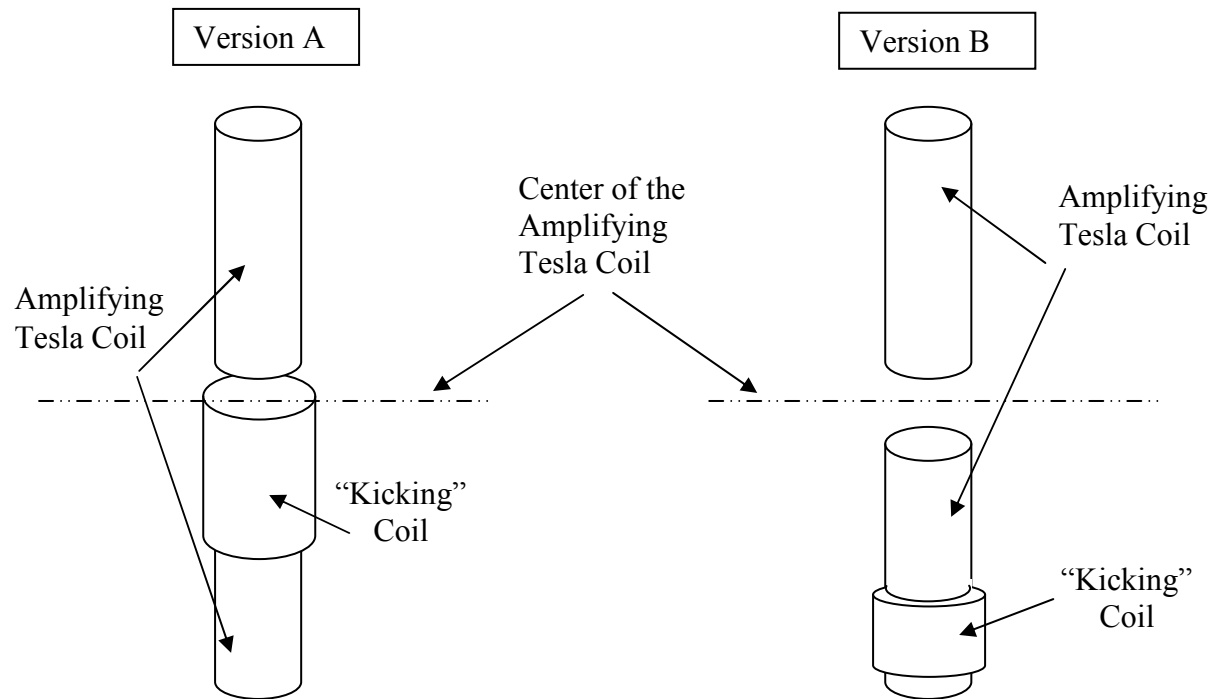 Version A
Version B
Center of the
Amplifying
Tesla Coil
Amplifying
Tesla Coil
Amplifying
Tesla Coil
“Kicking”
Coil
“Kicking”
Coil